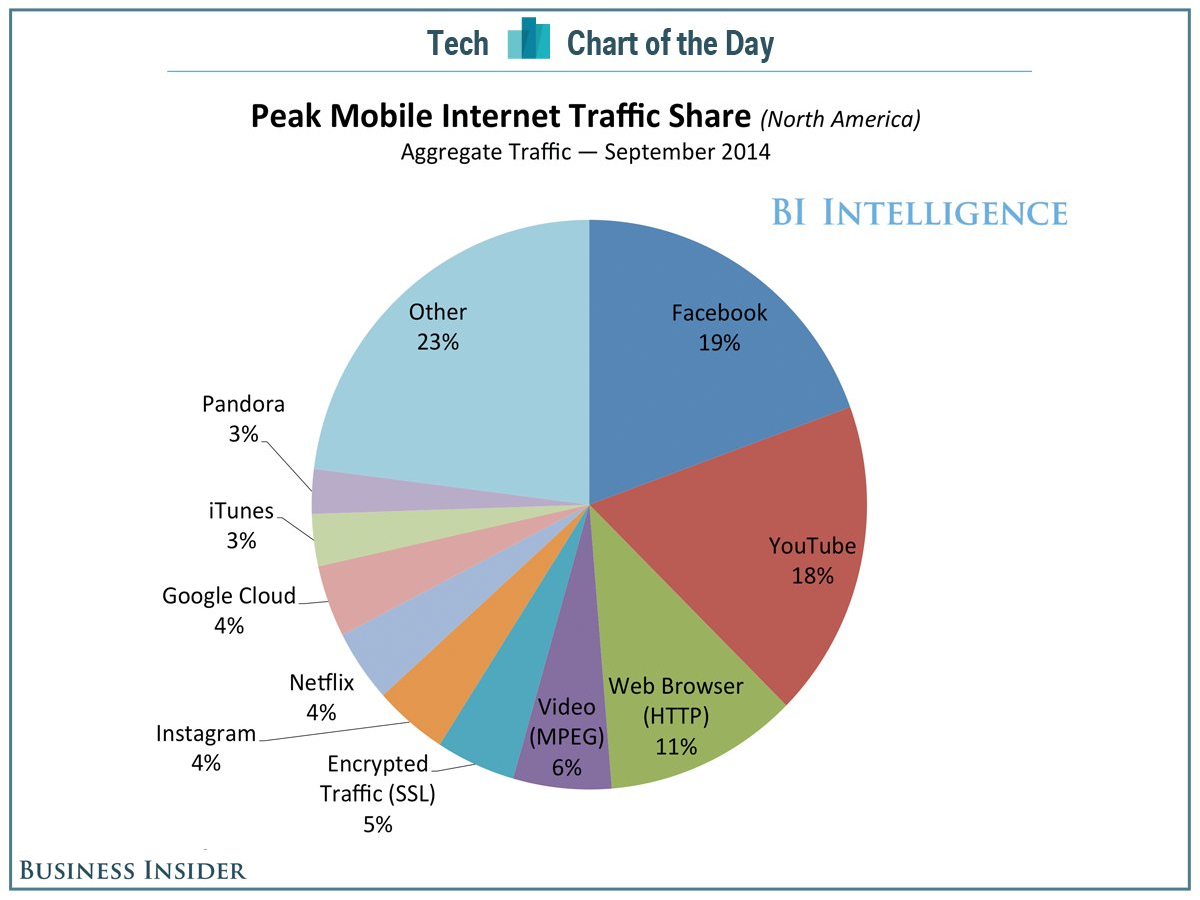 Tech Chart of the Day
Peak Mobile Internet Traffic Share (North America)
Aggregate Traffic — September 2014
BI INTELLIGENCE
Facebook
19%
YouTube
18%
Web Browser
(HTTP)
11%
Video
(MPEG)
6%
Encrypted
Traffic (SSL)
5%
Instagram
4%
Netflix
4%
Google Cloud
4%
iTunes
3%
Pandora
3%
Other
23%
BUSINESS INSIDER